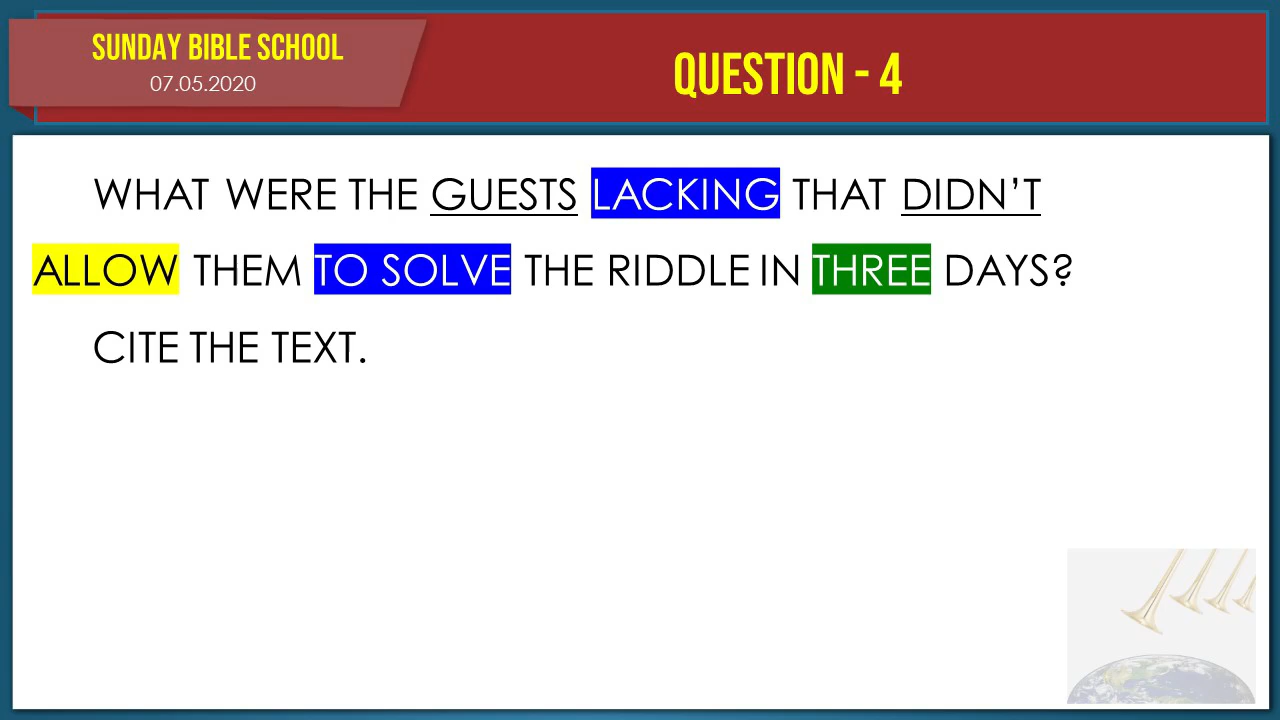 SUNDAY BIBLE SCHOOL
07.05.2020
QUESTION - 4
WHAT WERE THE GUESTS LACKING THAT DIDN’T
ALLOW THEM TO SOLVE THE RIDDLE IN THREE DAYS?
CITE THE TEXT.